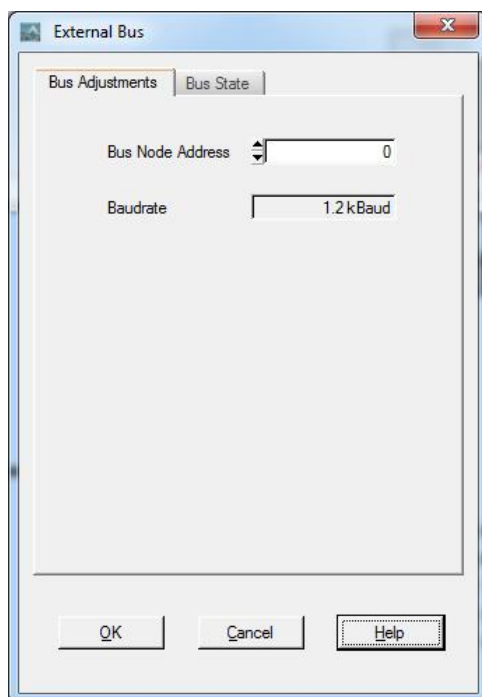 External Bus
Bus Adjustments Bus State
Bus Node Address 0
Baudrate 1.2 kBaud
OK Cancel Help